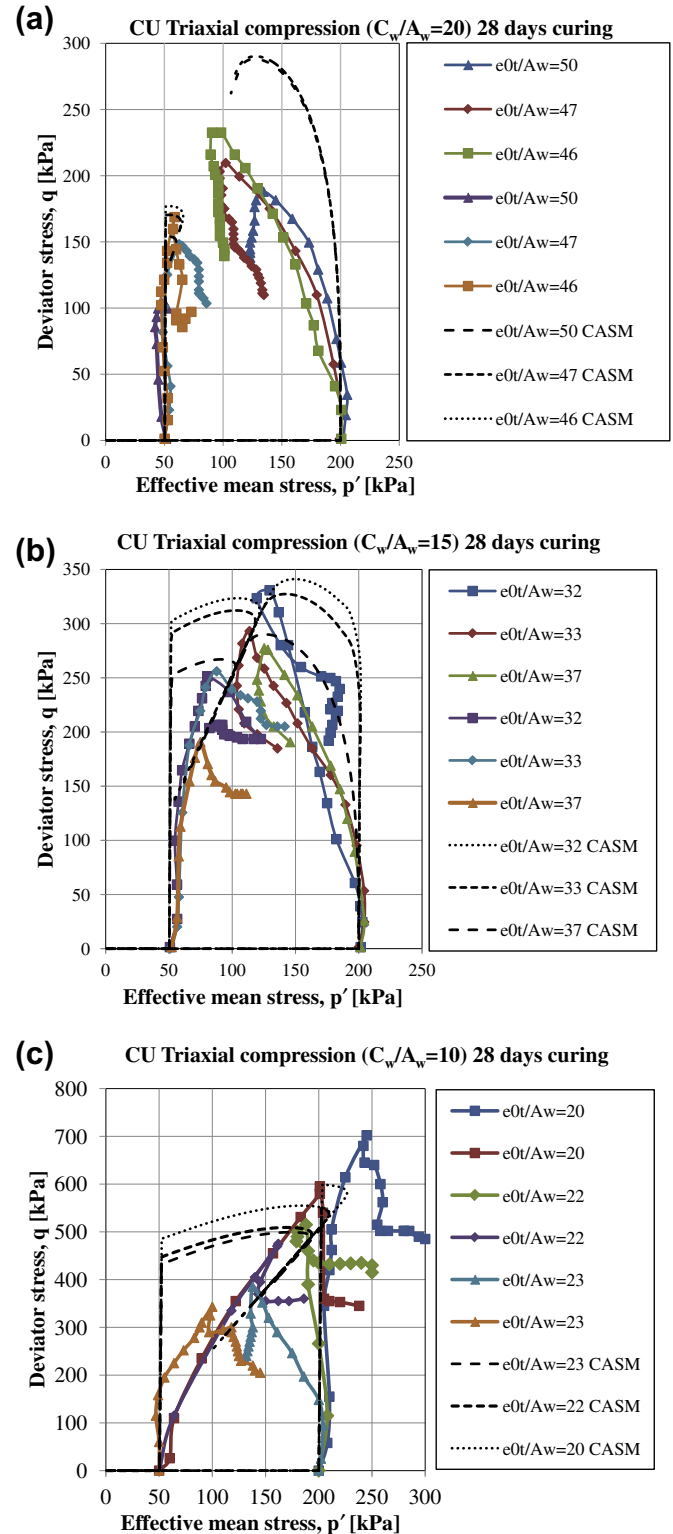 (a)
CU Triaxial compression (C_w/A_w=20) 28 days curing
300
250
200
150
100
50
0
Deviator stress, q [kPa]
0 50 100 150 200 250
Effective mean stress, p′ [kPa]
e0t/Aw=50
e0t/Aw=47
e0t/Aw=46
e0t/Aw=50
e0t/Aw=47
e0t/Aw=46
e0t/Aw=50 CASM
e0t/Aw=47 CASM
e0t/Aw=46 CASM
(b)
CU Triaxial compression (C_w/A_w=15) 28 days curing
350
300
250
200
150
100
50
0
Deviator stress, q [kPa]
0 50 100 150 200 250
Effective mean stress, p′ [kPa]
e0t/Aw=32
e0t/Aw=33
e0t/Aw=37
e0t/Aw=32
e0t/Aw=33
e0t/Aw=37
e0t/Aw=32 CASM
e0t/Aw=33 CASM
e0t/Aw=37 CASM
(c)
CU Triaxial compression (C_w/A_w=10) 28 days curing
800
700
600
500
400
300
200
100
0
Deviator stress, q [kPa]
0 50 100 150 200 250 300
Effective mean stress, p′ [kPa]
e0t/Aw=20
e0t/Aw=20
e0t/Aw=22
e0t/Aw=22
e0t/Aw=23
e0t/Aw=23
e0t/Aw=23 CASM
e0t/Aw=22 CASM
e0t/Aw=20 CASM